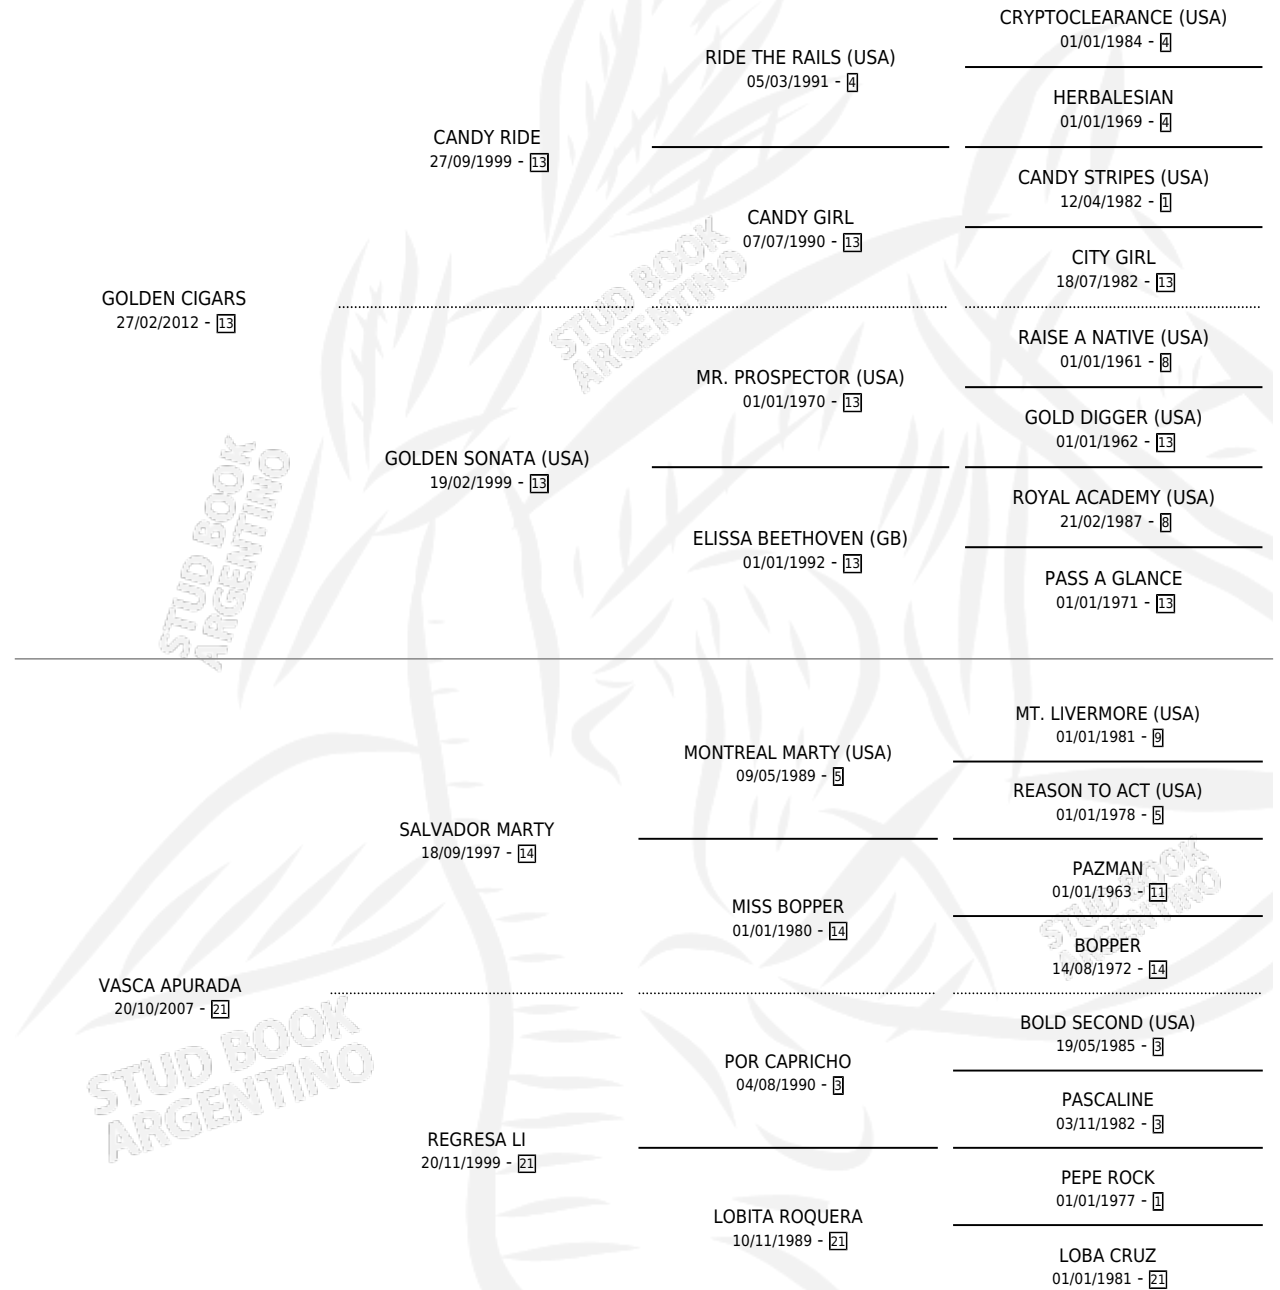 CRYPTOCLEARANCE (USA)
01/01/1984 - 4
RIDE THE RAILS (USA)
05/03/1991 - 4
HERBALESIAN
01/01/1969 - 4
CANDY RIDE
27/09/1999 - 13
CANDY STRIPES (USA)
12/04/1982 - 1
CANDY GIRL
07/07/1990 - 13
CITY GIRL
18/07/1982 - 13
GOLDEN CIGARS
27/02/2012 - 13
RAISE A NATIVE (USA)
01/01/1961 - 8
MR. PROSPECTOR (USA)
01/01/1970 - 13
GOLD DIGGER (USA)
01/01/1962 - 13
GOLDEN SONATA (USA)
19/02/1999 - 13
ROYAL ACADEMY (USA)
21/02/1987 - 8
ELISSA BEETHOVEN (GB)
01/01/1992 - 13
PASS A GLANCE
01/01/1971 - 13
STUD BOOK
ARGENTINO
STUD BOOK
ARGENTINO
MT. LIVERMORE (USA)
01/01/1981 - 9
MONTREAL MARTY (USA)
09/05/1989 - 5
REASON TO ACT (USA)
01/01/1978 - 5
SALVADOR MARTY
18/09/1997 - 14
PAZMAN
01/01/1963 - 11
MISS BOPPER
01/01/1980 - 14
BOPPER
14/08/1972 - 14
STUD BOOK
ARGENTINO
VASCA APURADA
20/10/2007 - 21
BOLD SECOND (USA)
19/05/1985 - 3
POR CAPRICHO
04/08/1990 - 3
PASCALINE
03/11/1982 - 3
REGRESA LI
20/11/1999 - 21
PEPE ROCK
01/01/1977 - 1
LOBITA ROQUERA
10/11/1989 - 21
LOBA CRUZ
01/01/1981 - 21
STUD BOOK
ARGENTINO